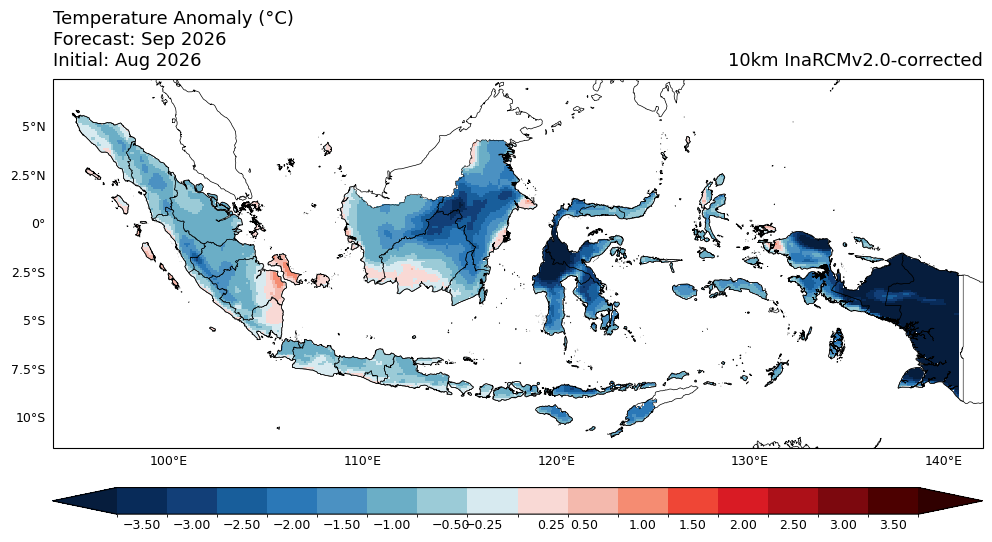 Temperature Anomaly (°C)
Forecast: Sep 2026
Initial: Aug 2026
10km InaRCMv2.0-corrected
5°N
2.5°N
0°
2.5°S
5°S
7.5°S
10°S
100°E 110°E 120°E 130°E 140°E
−3.50 −3.00 −2.50 −2.00 −1.50 −1.00 −0.50 −0.25 0.25 0.50 1.00 1.50 2.00 2.50 3.00 3.50